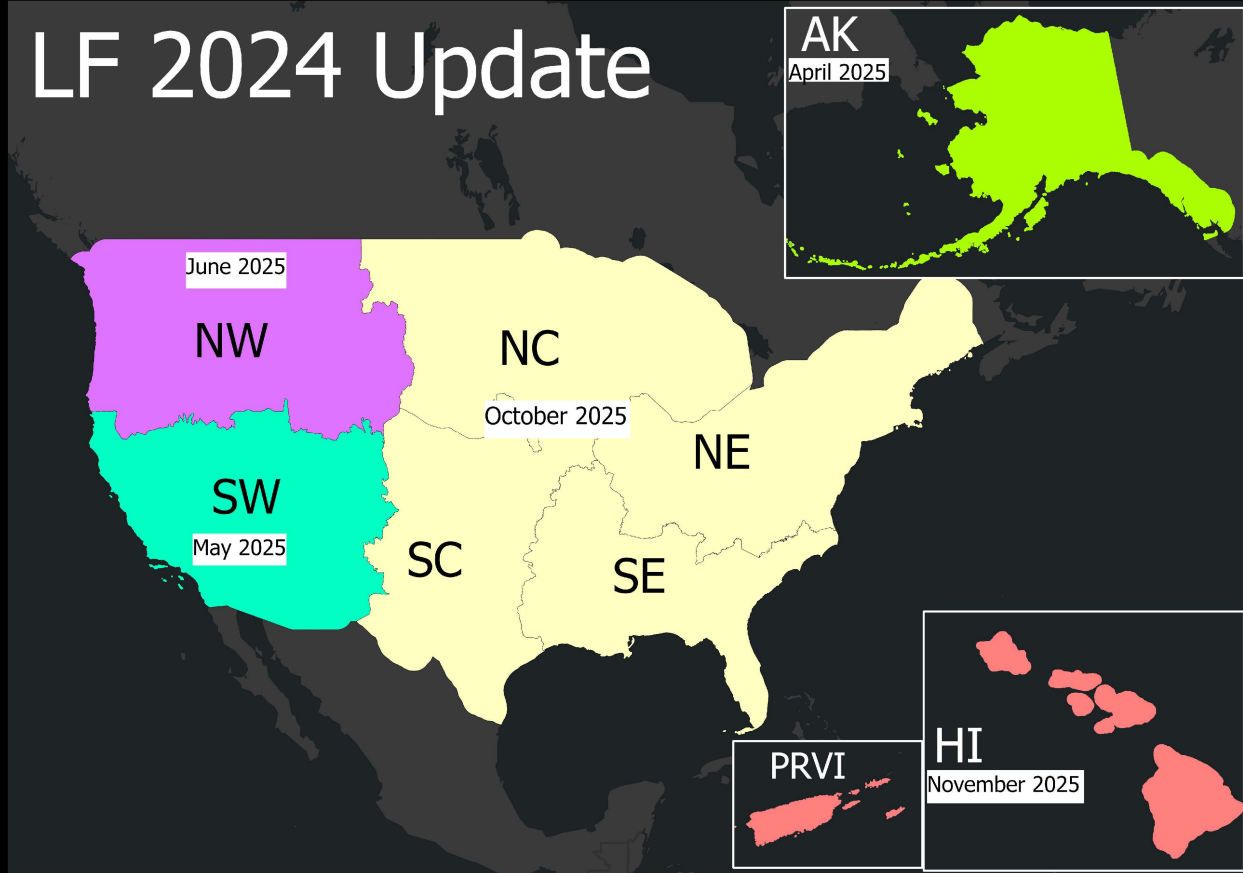 LF 2024 Update
AK
April 2025
June 2025
NW
NC
October 2025
NE
SW
May 2025
SC
SE
HI
November 2025
PRVI